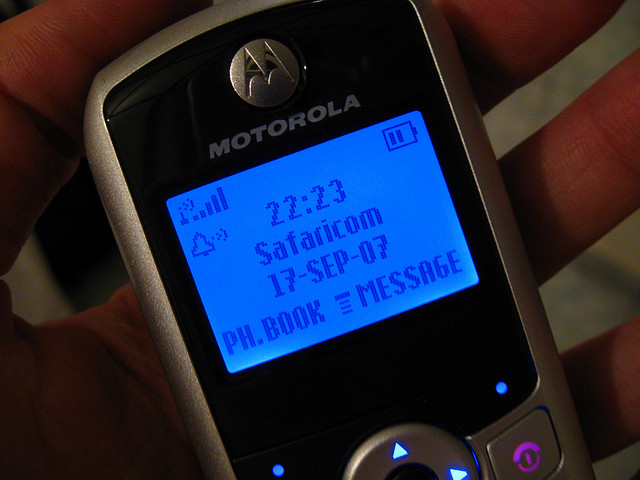 MOTOROLA
22:23
Safaricom
17-SEP-07
PH.BOOK MESSAGE